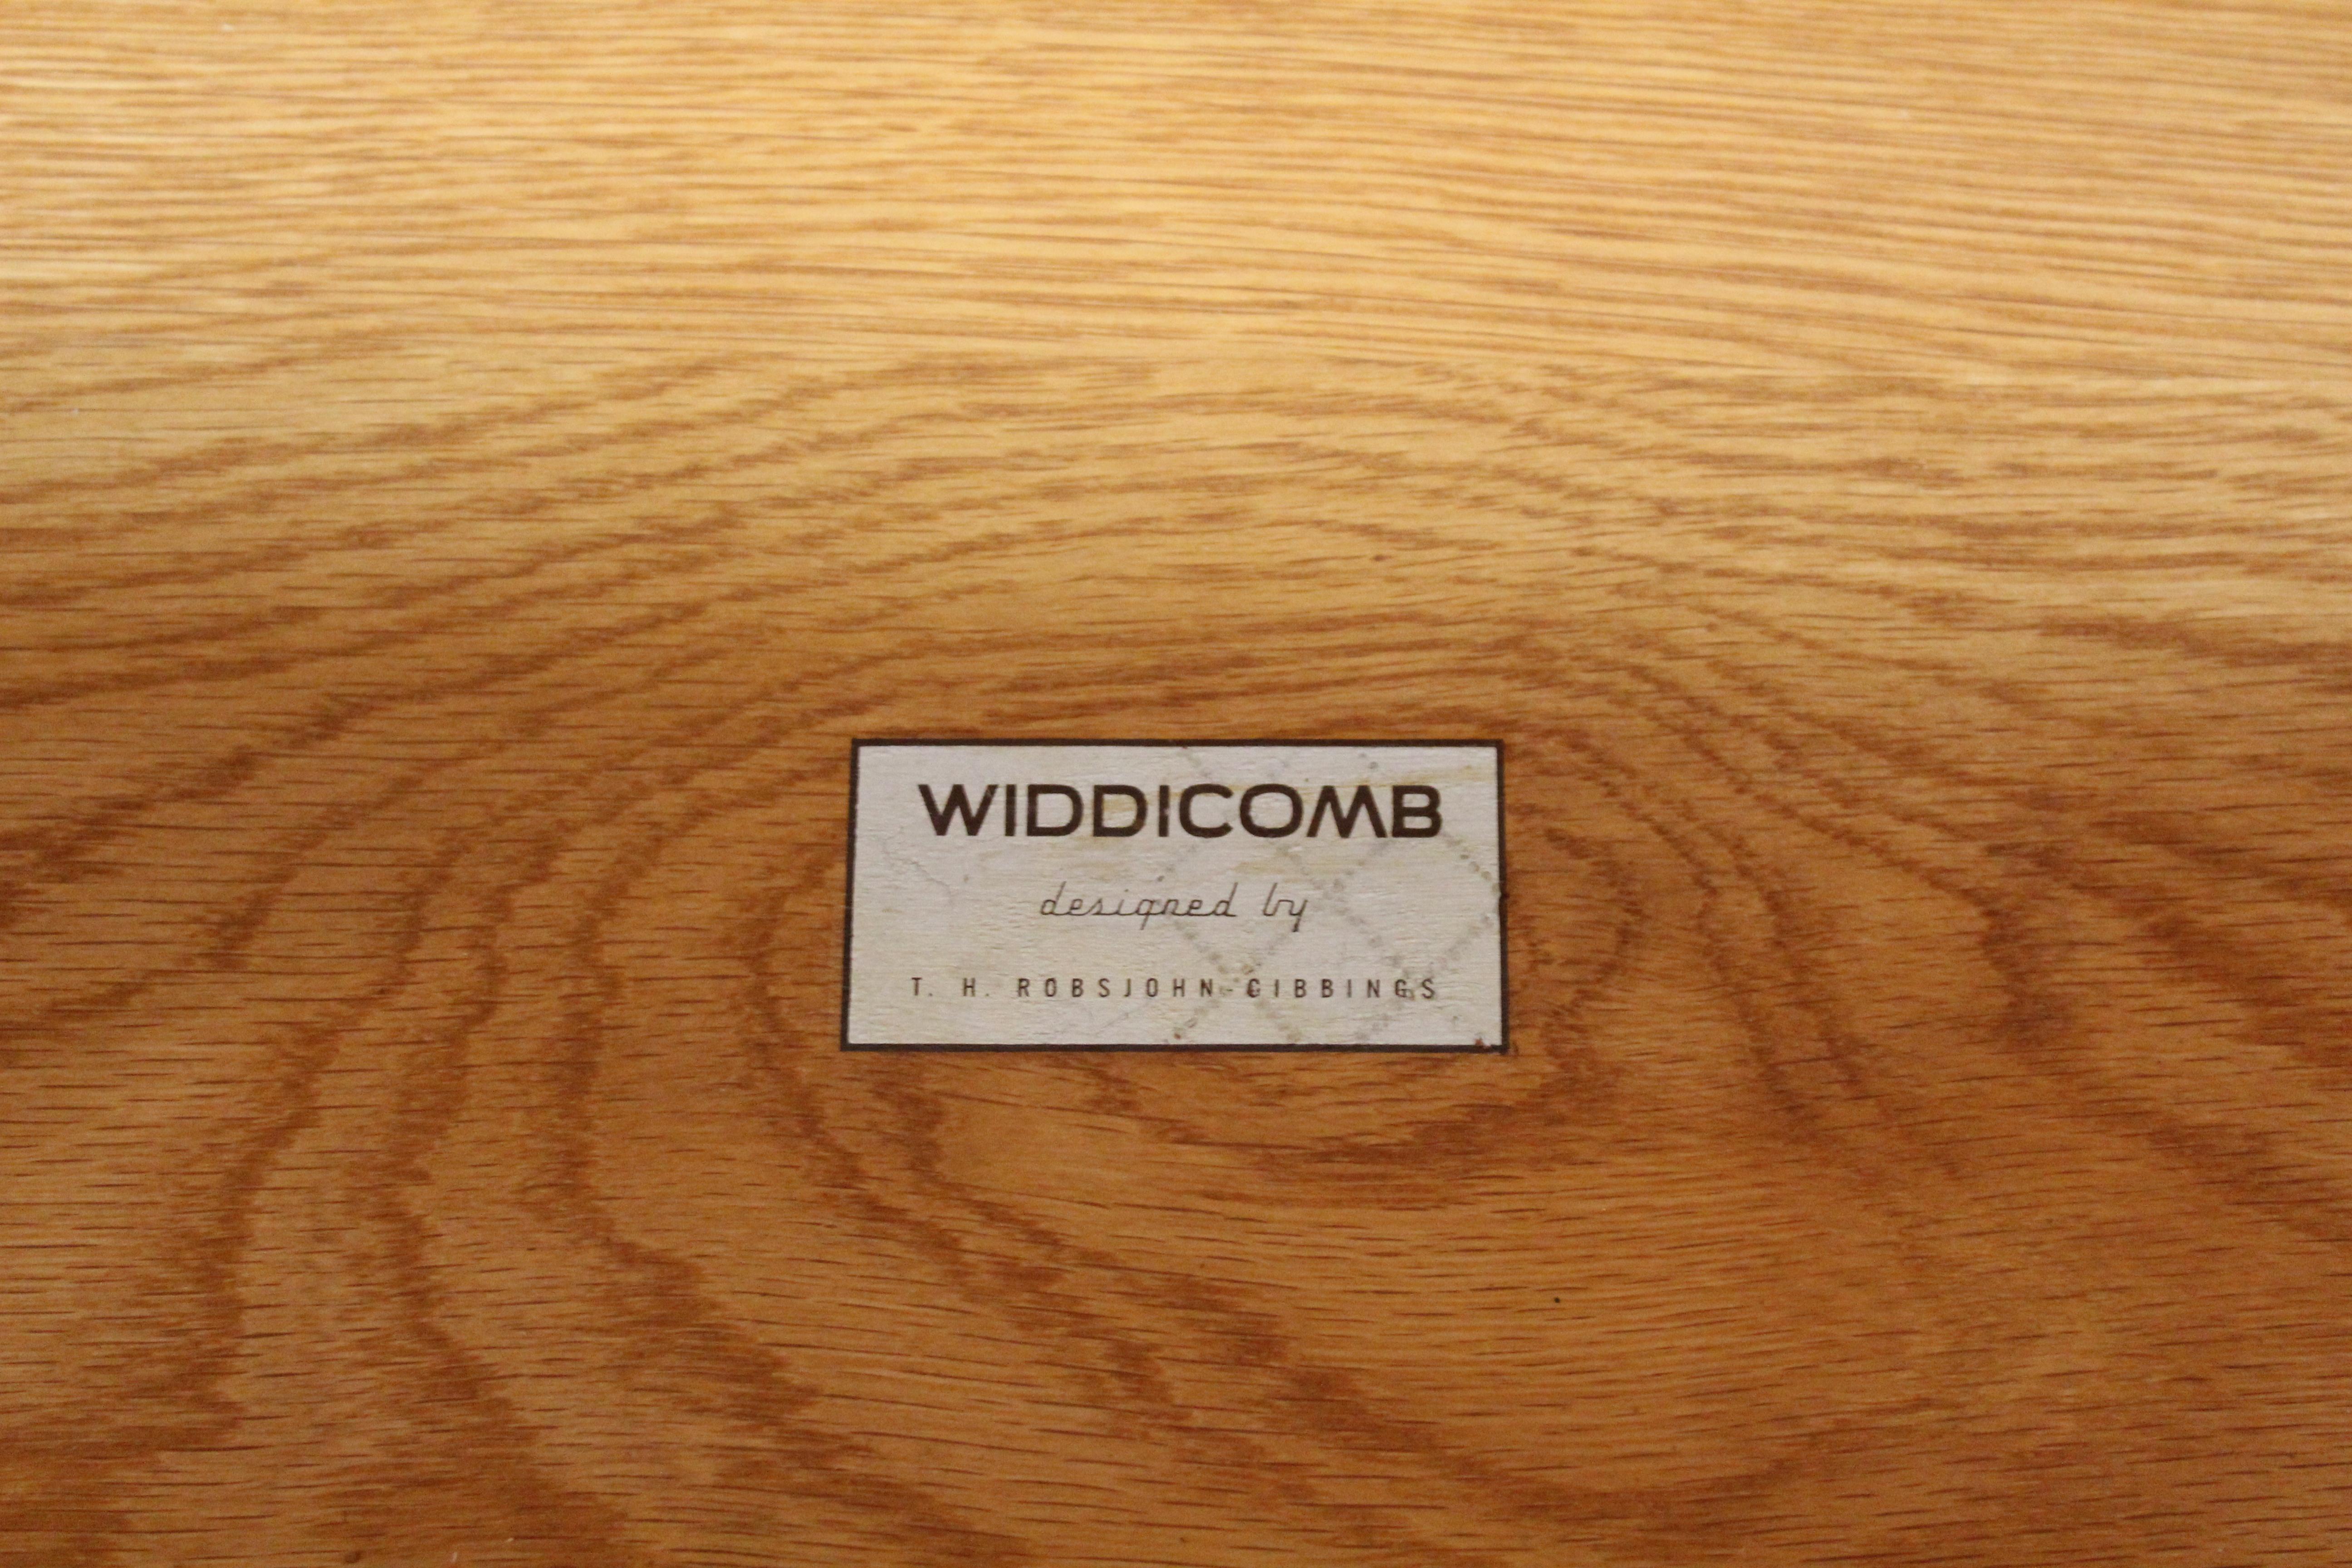 WIDDICOMB
designed by
T. H. ROBSJOHN-GIBBINGS